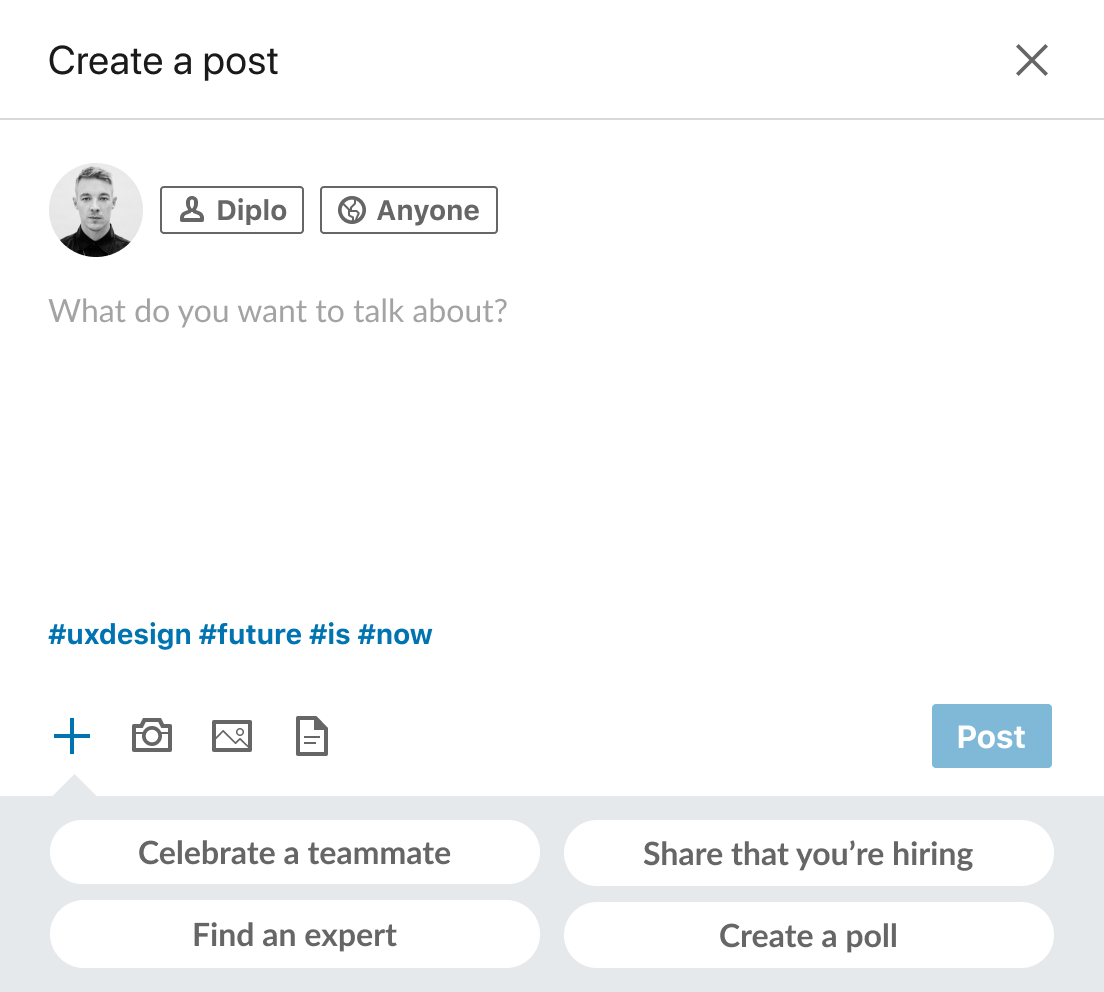 Create a post
Diplo Anyone
What do you want to talk about?
#uxdesign #future #is #now
Post
Celebrate a teammate Share that you’re hiring
Find an expert Create a poll